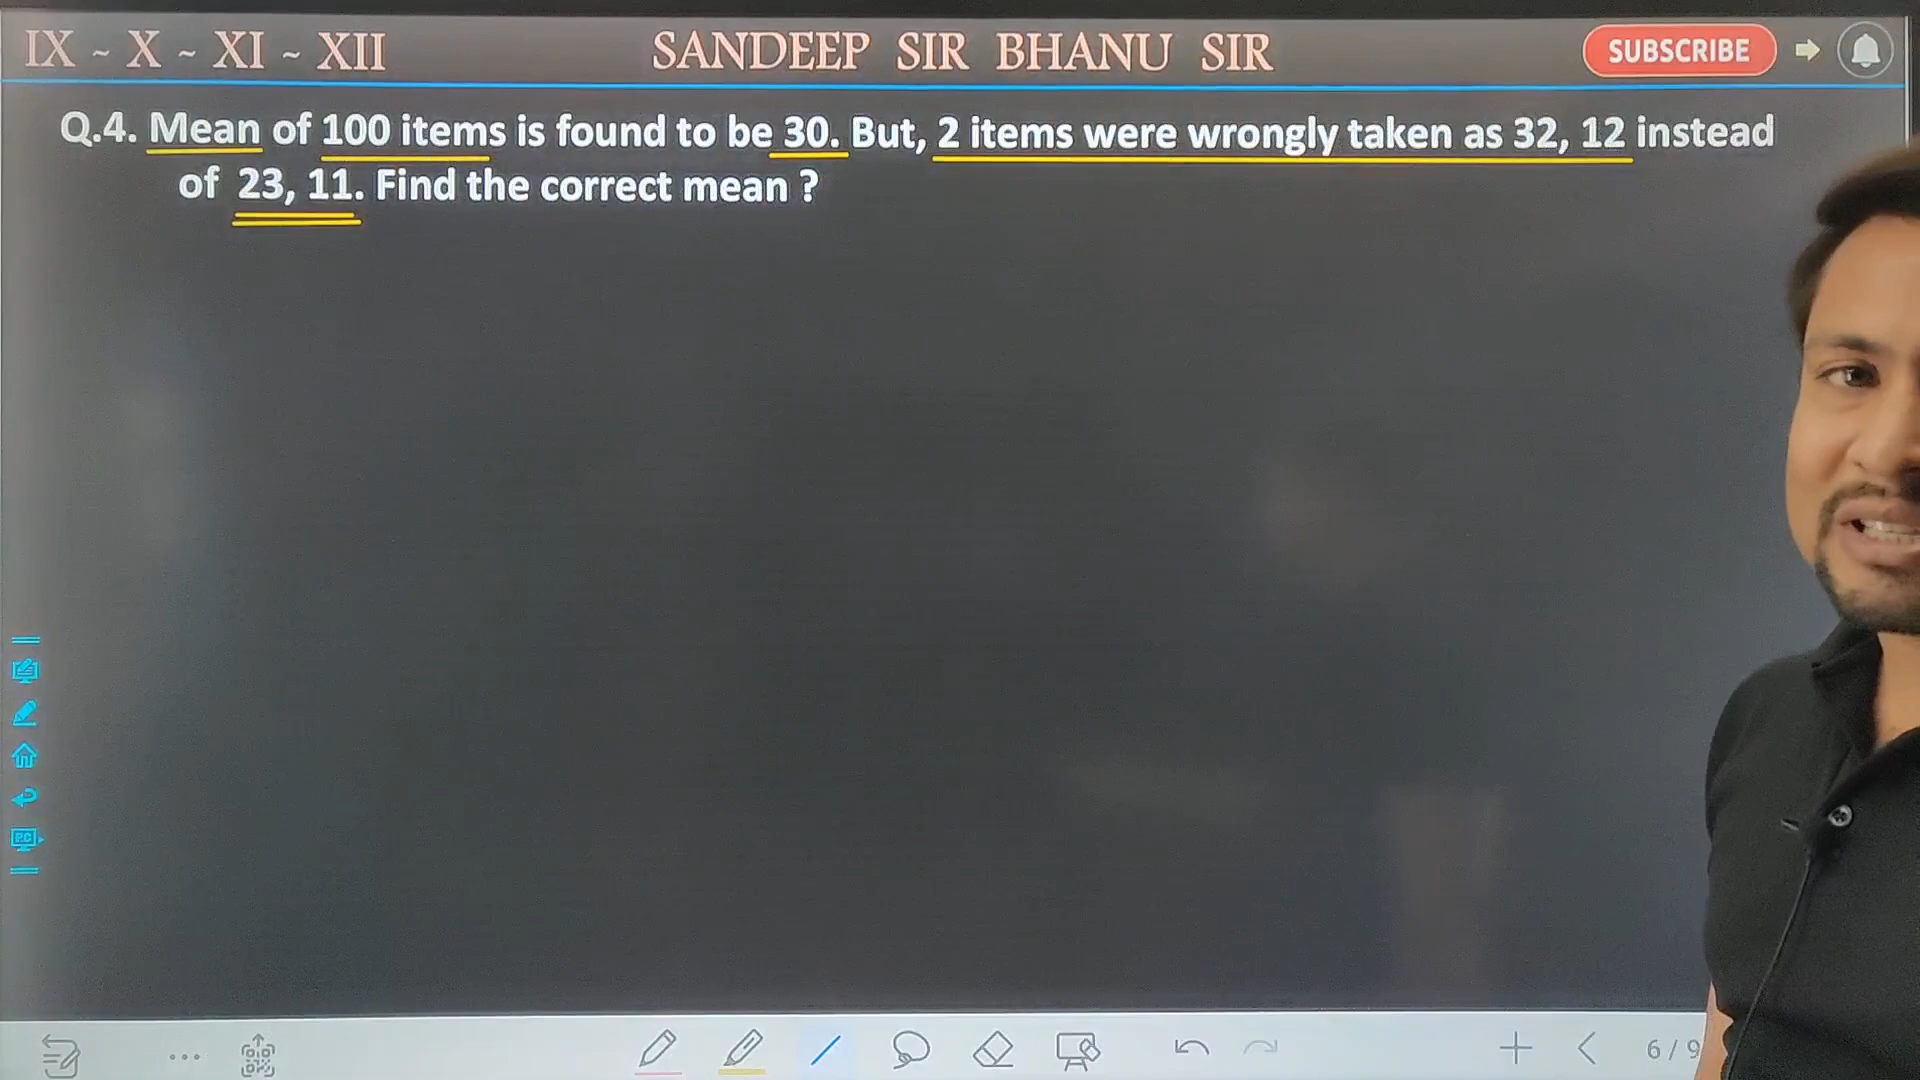 IX ~ X ~ XI ~ XII SANDEEP SIR BHANU SIR SUBSCRIBE
Q.4. Mean of 100 items is found to be 30. But, 2 items were wrongly taken as 32, 12 instead
of 23, 11. Find the correct mean ?
PC
6 / 9